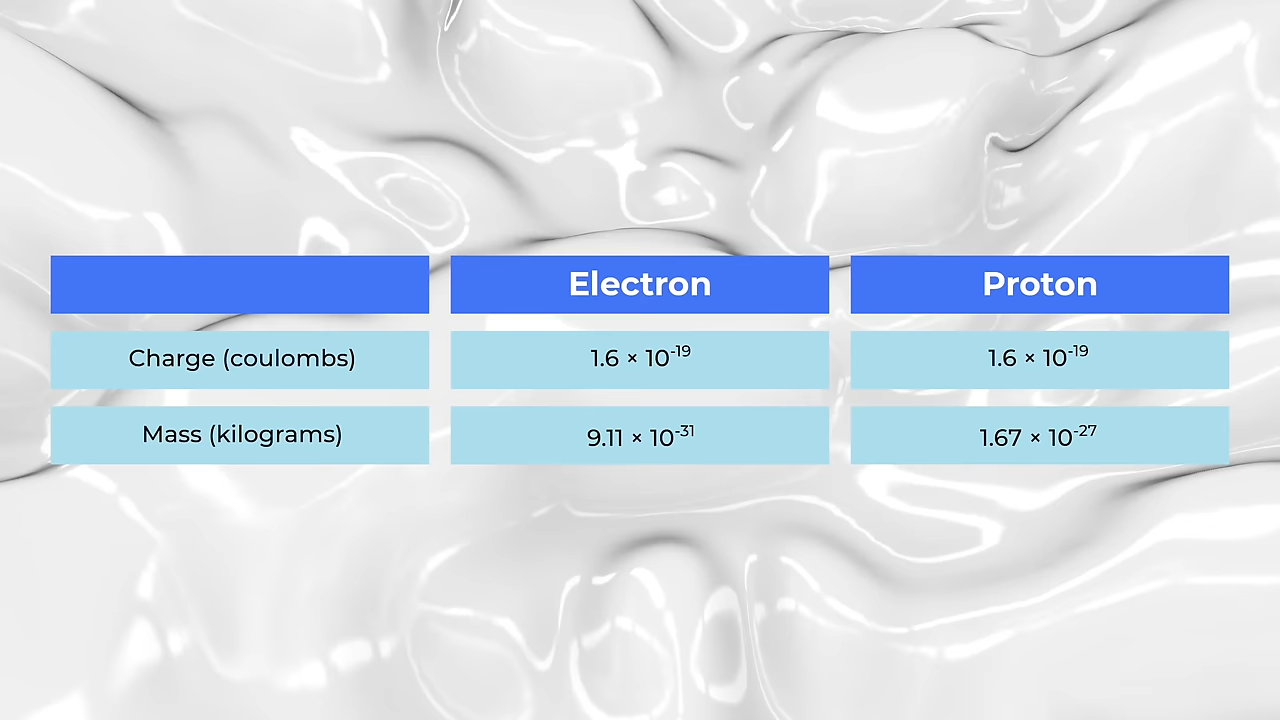 Electron Proton
Charge (coulombs) 1.6 × 10⁻¹⁹ 1.6 × 10⁻¹⁹
Mass (kilograms) 9.11 × 10⁻³¹ 1.67 × 10⁻²⁷